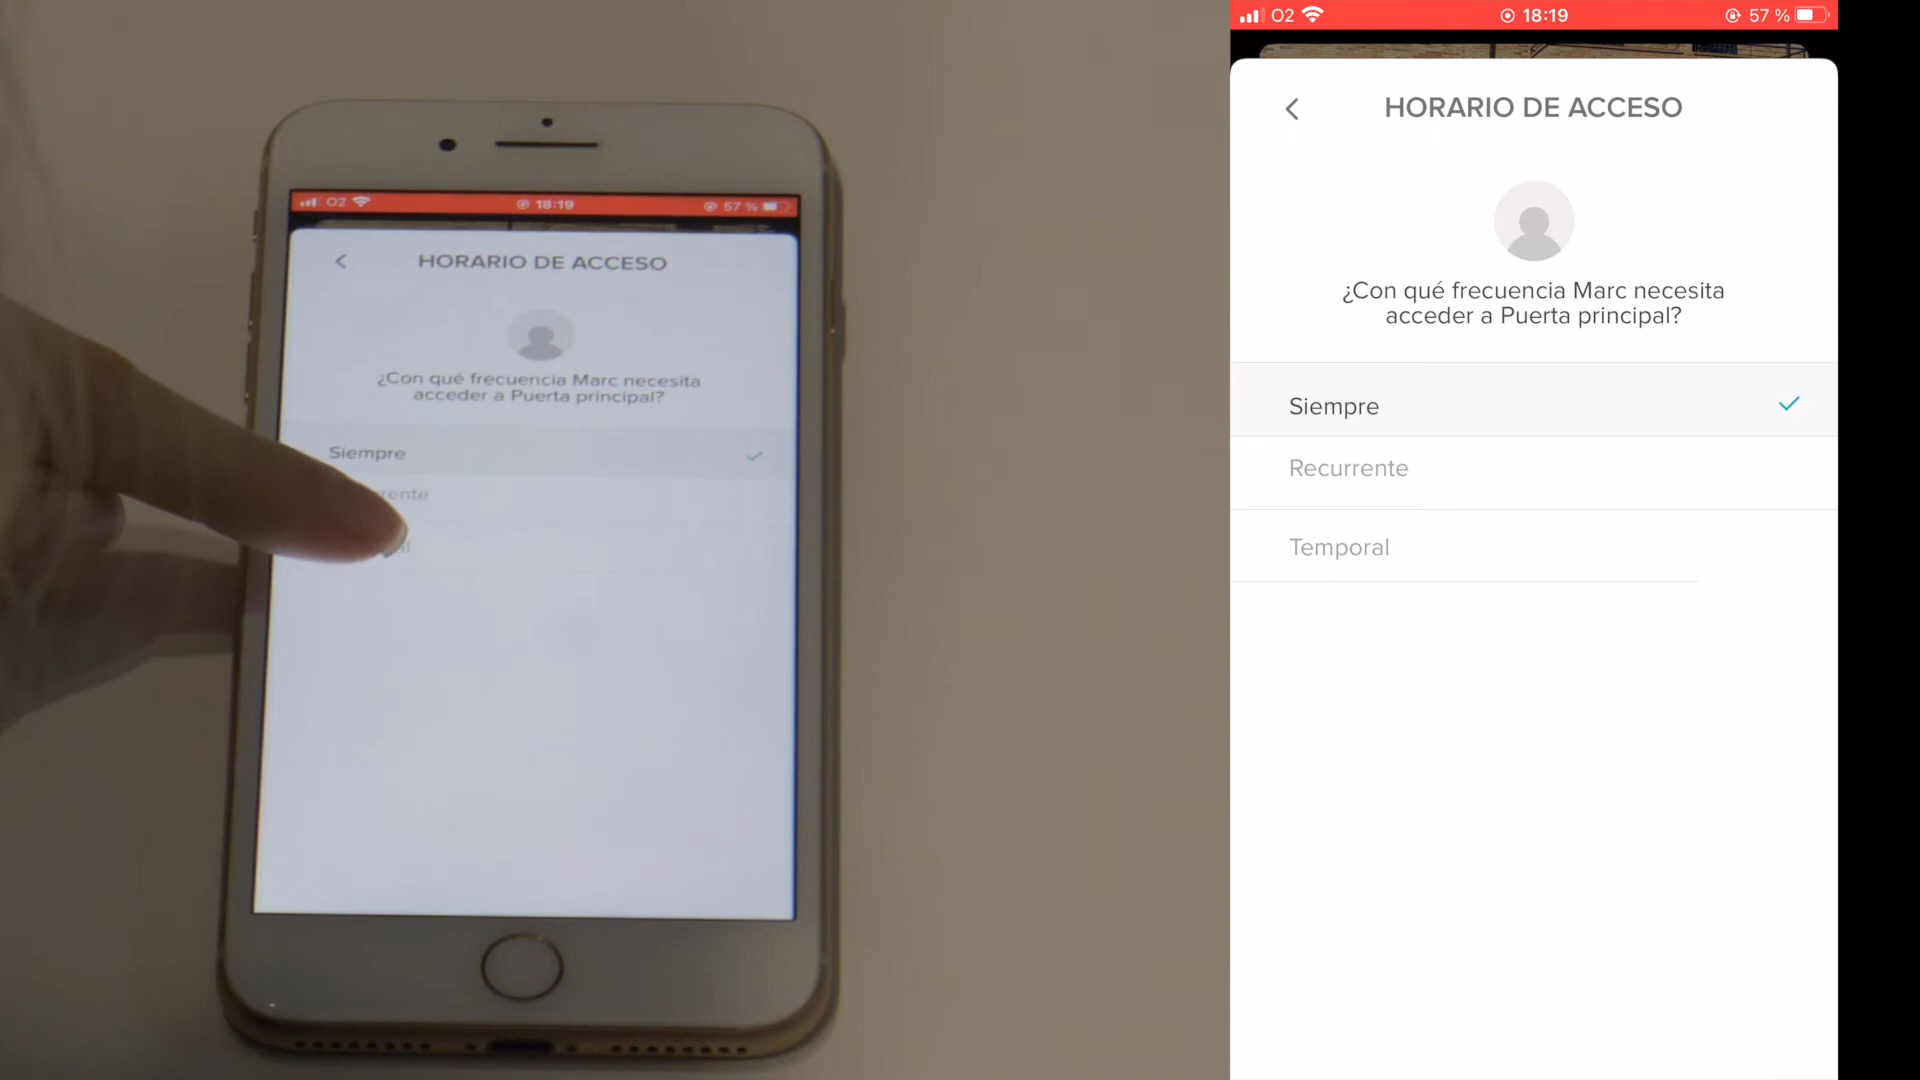 O2 18:19 57 %
HORARIO DE ACCESO
¿Con qué frecuencia Marc necesita
acceder a Puerta principal?
Siempre
O2 18:19 57 %
HORARIO DE ACCESO
¿Con qué frecuencia Marc necesita
acceder a Puerta principal?
Siempre
Recurrente
Temporal